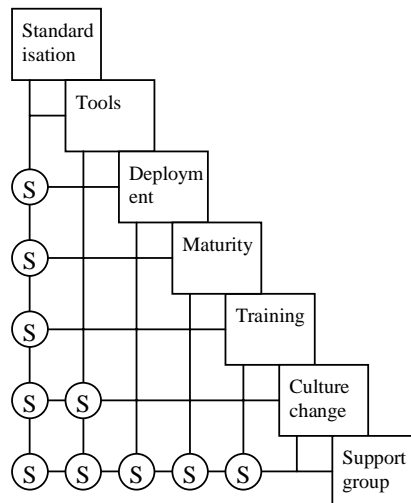 Standard
isation
Tools
S
Deploym
ent
S
Maturity
S
Training
S
S
Culture
change
S
S
S
S
S
Support
group